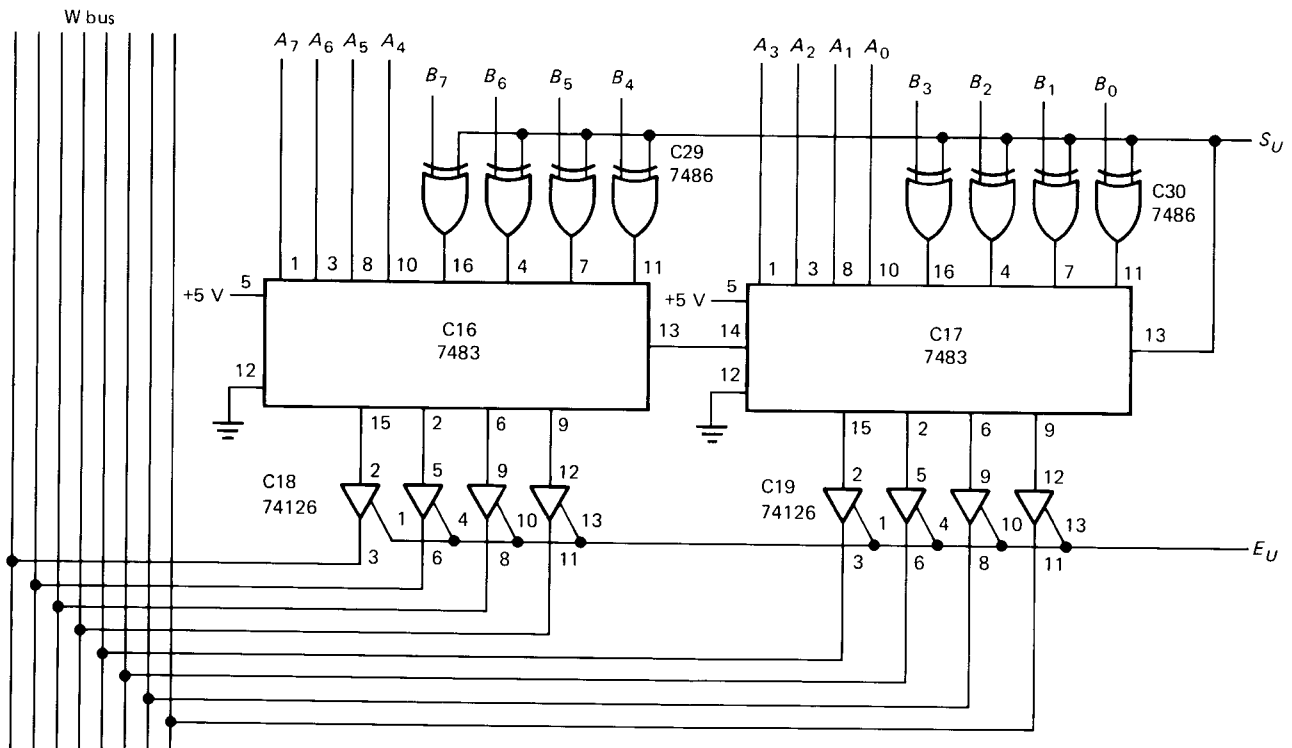 W bus
A7 A6 A5 A4 A3 A2 A1 A0
B7 B6 B5 B4 B3 B2 B1 B0
SU
C29
7486
C30
7486
1 3 8 10 16 4 7 11
1 3 8 10 16 4 7 11
+5 V 5
+5 V 5
C16
7483
13 14
C17
7483
13
12
12
15 2 6 9
15 2 6 9
C18
74126
2 5 9 12
1 4 10 13
3 6 8 11
C19
74126
2 5 9 12
1 4 10 13
3 6 8 11
EU